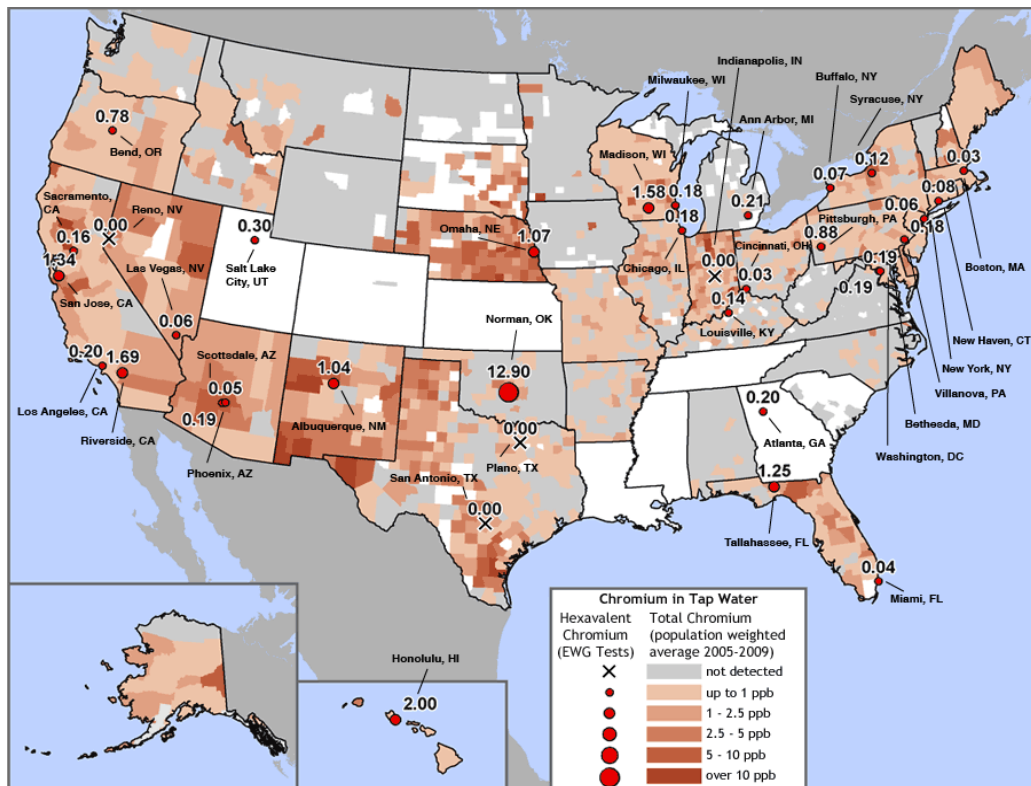 Indianapolis, IN
Milwaukee, WI
Buffalo, NY
Syracuse, NY
Ann Arbor, MI
0.78
Bend, OR
Madison, WI
1.58
0.18
0.12
0.07
0.03
Sacramento,
CA
Reno, NV
0.00
0.16
1.34
San Jose, CA
0.30
Salt Lake
City, UT
Las Vegas, NV
0.06
Omaha, NE
1.07
0.18
Chicago, IL
0.21
Pittsburgh, PA
0.88
Cincinnati, OH
0.00
0.03
0.14
Louisville, KY
0.08
0.06
0.18
0.19
0.19
Boston, MA
New Haven, CT
New York, NY
Villanova, PA
Bethesda, MD
Washington, DC
0.20
1.69
Los Angeles, CA
Riverside, CA
Scottsdale, AZ
0.05
0.19
Phoenix, AZ
1.04
Albuquerque, NM
Norman, OK
12.90
0.00
Plano, TX
San Antonio, TX
0.00
0.20
Atlanta, GA
1.25
Tallahassee, FL
0.04
Miami, FL
Honolulu, HI
2.00
Chromium in Tap Water
Hexavalent
Chromium
(EWG Tests)
Total Chromium
(population weighted
average 2005-2009)
not detected
up to 1 ppb
1 - 2.5 ppb
2.5 - 5 ppb
5 - 10 ppb
over 10 ppb